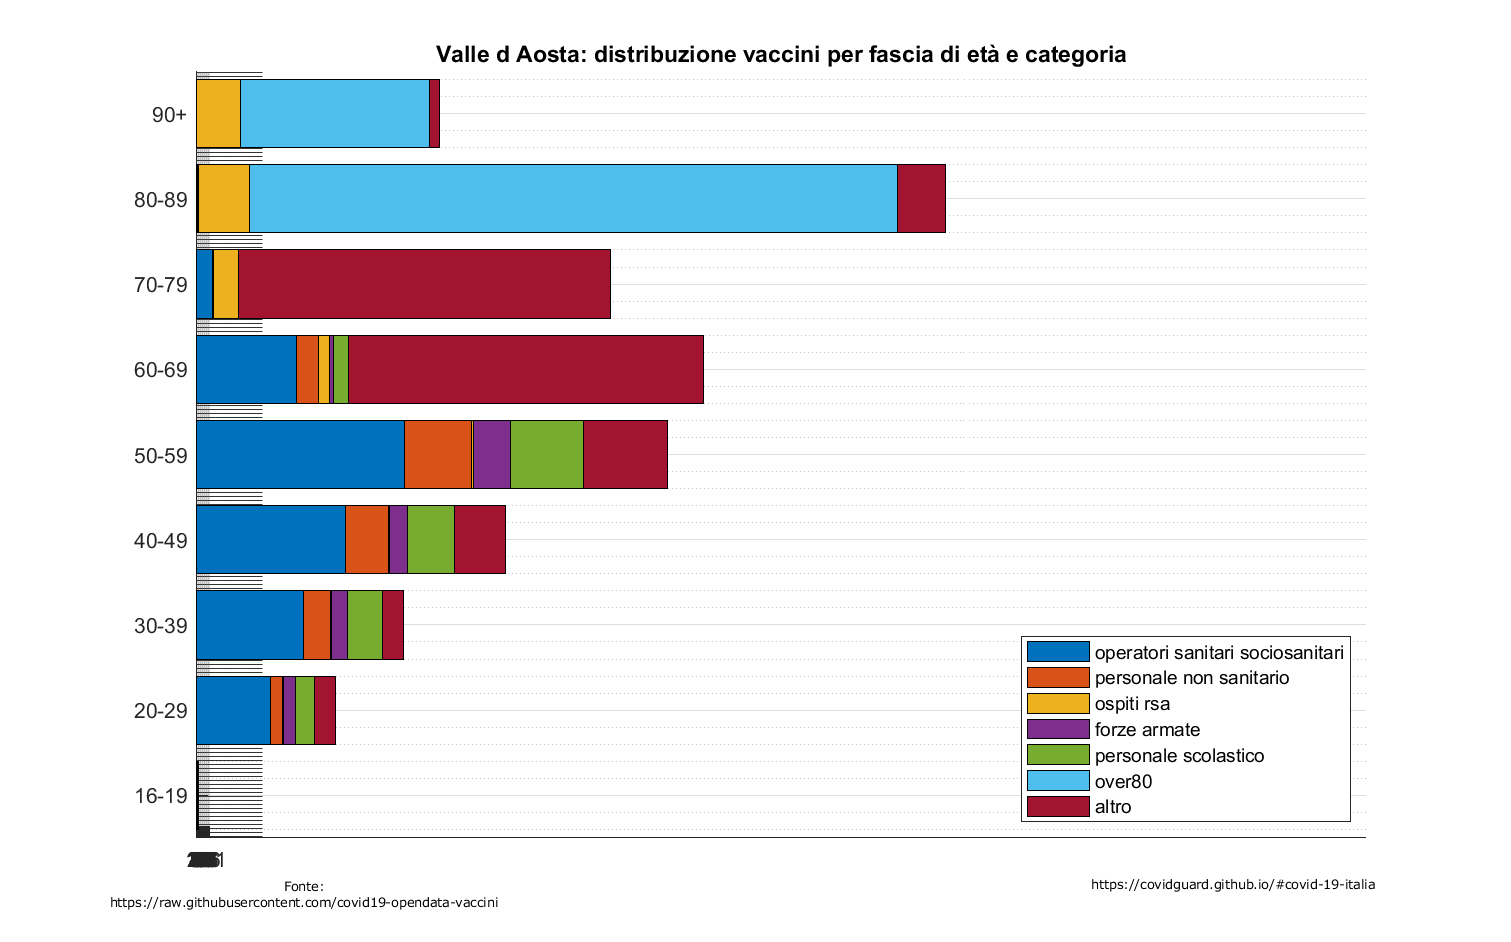 Valle d Aosta: distribuzione vaccini per fascia di età e categoria
90+
80-89
70-79
60-69
50-59
40-49
30-39
20-29
16-19
operatori sanitari sociosanitari
personale non sanitario
ospiti rsa
forze armate
personale scolastico
over80
altro
Fonte:
https://raw.githubusercontent.com/covid19-opendata-vaccini
https://covidguard.github.io/#covid-19-italia